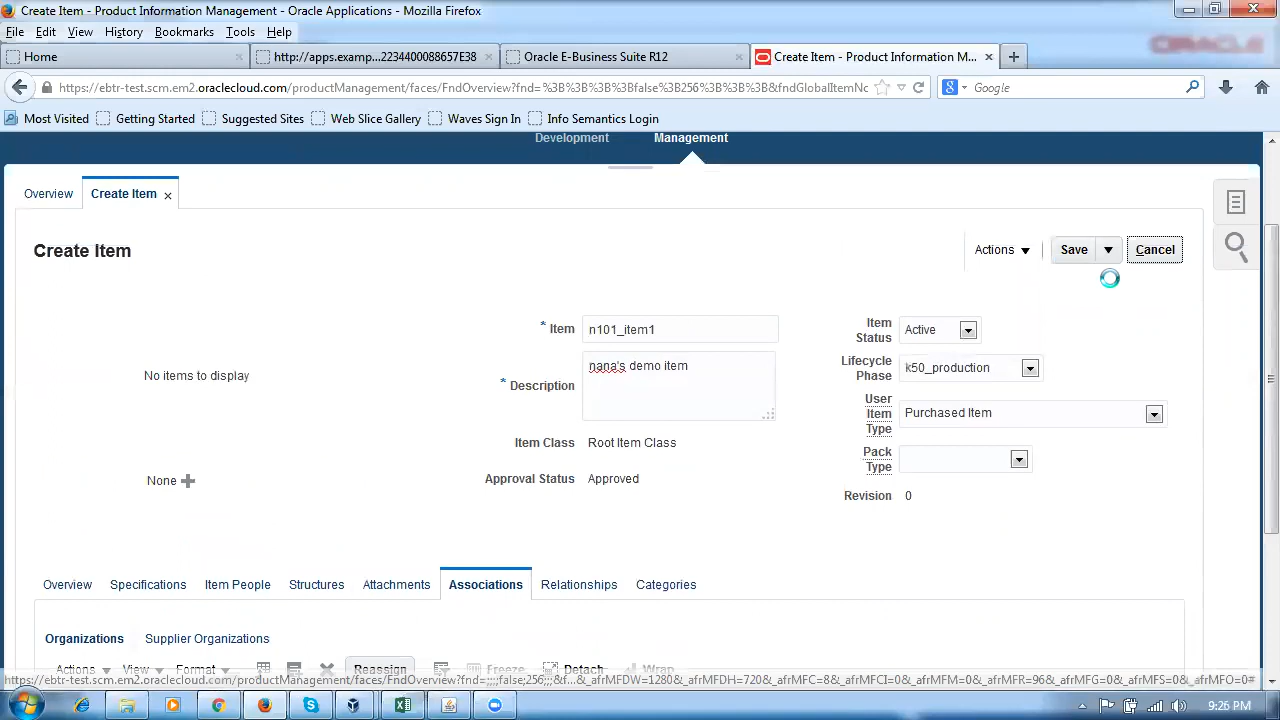 Create Item - Product Information Management - Oracle Applications - Mozilla Firefox
File Edit View History Bookmarks Tools Help
Home
http://apps.examp...2234400088657E38
Oracle E-Business Suite R12
Create Item - Product Information M...
https://ebtr-test.scm.em2.oraclecloud.com/productManagement/faces/FndOverview?fnd=%3B%3B%3B%3Bfalse%3B256%3B%3B%3B&fndGlobalItemNc
Google
Most Visited Getting Started Suggested Sites Web Slice Gallery Waves Sign In Info Semantics Online
ORACLE
Development Management
Overview Create Item
Create Item
Actions Save Cancel
* Item n101_item1
Item Status Active
* Description nana's demo item
Lifecycle Phase k50_production
No items to display
User Item Type Purchased Item
Item Class Root Item Class
Pack Type
Approval Status Approved
None
Revision 0
Overview Specifications Item People Structures Attachments Associations Relationships Categories
Organizations Supplier Organizations
Actions View Format Reassign Freeze Detach Wrap
https://ebtr-test.scm.em2.oraclecloud.com/productManagement/faces/FndOverview?fnd=;;;;false;256;;;&f..._afrMFDW=1280&_afrMFDH=720&_afrMFC=8&_afrMFCI=0&_afrMFM=0&_afrMFR=96&_afrMFG=0&_afrMFS=0&_afrMFO=0#
9:26 PM